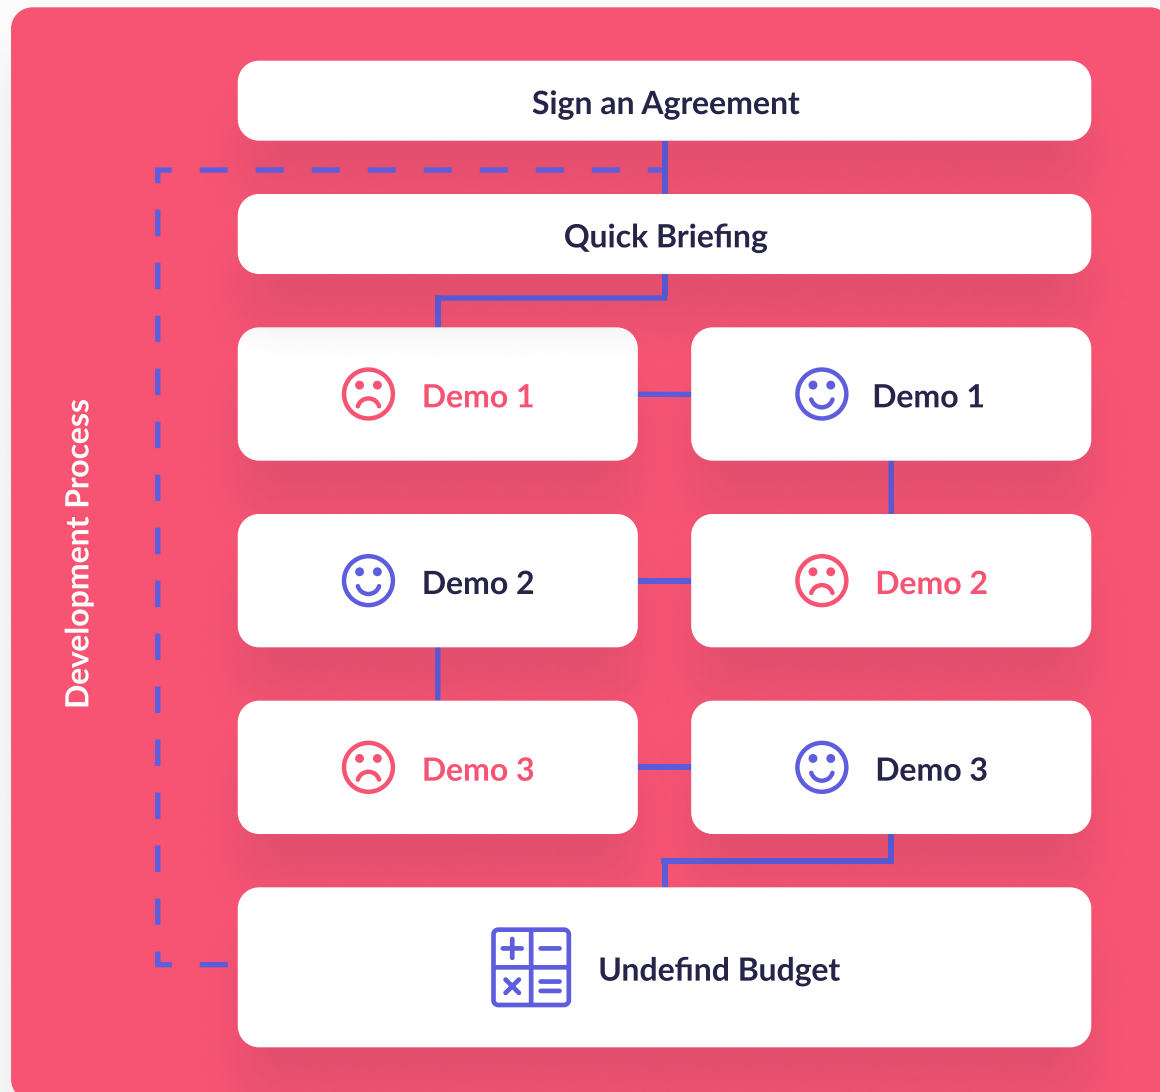 Sign an Agreement
Quick Briefing
Demo 1
Demo 1
Demo 2
Demo 2
Demo 3
Demo 3
Undefind Budget
Development Process